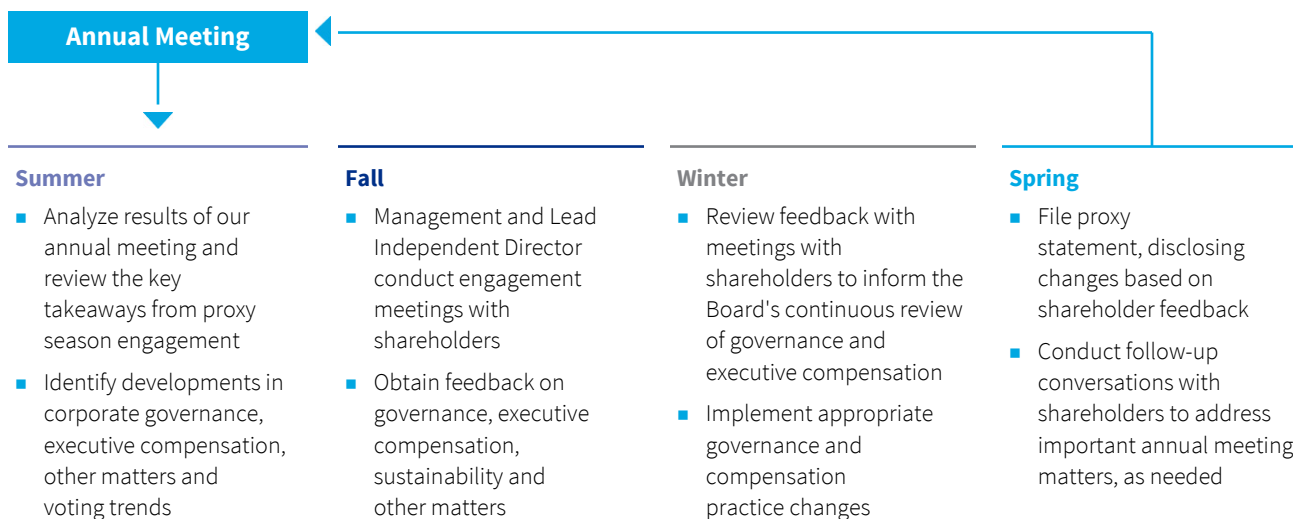 Annual Meeting
Summer
■ Analyze results of our
annual meeting and
review the key
takeaways from proxy
season engagement
■ Identify developments in
corporate governance,
executive compensation,
other matters and
voting trends
Fall
■ Management and Lead
Independent Director
conduct engagement
meetings with
shareholders
■ Obtain feedback on
governance, executive
compensation,
sustainability and
other matters
Winter
■ Review feedback with
meetings with
shareholders to inform the
Board's continuous review
of governance and
executive compensation
■ Implement appropriate
governance and
compensation
practice changes
Spring
■ File proxy
statement, disclosing
changes based on
shareholder feedback
■ Conduct follow-up
conversations with
shareholders to address
important annual meeting
matters, as needed